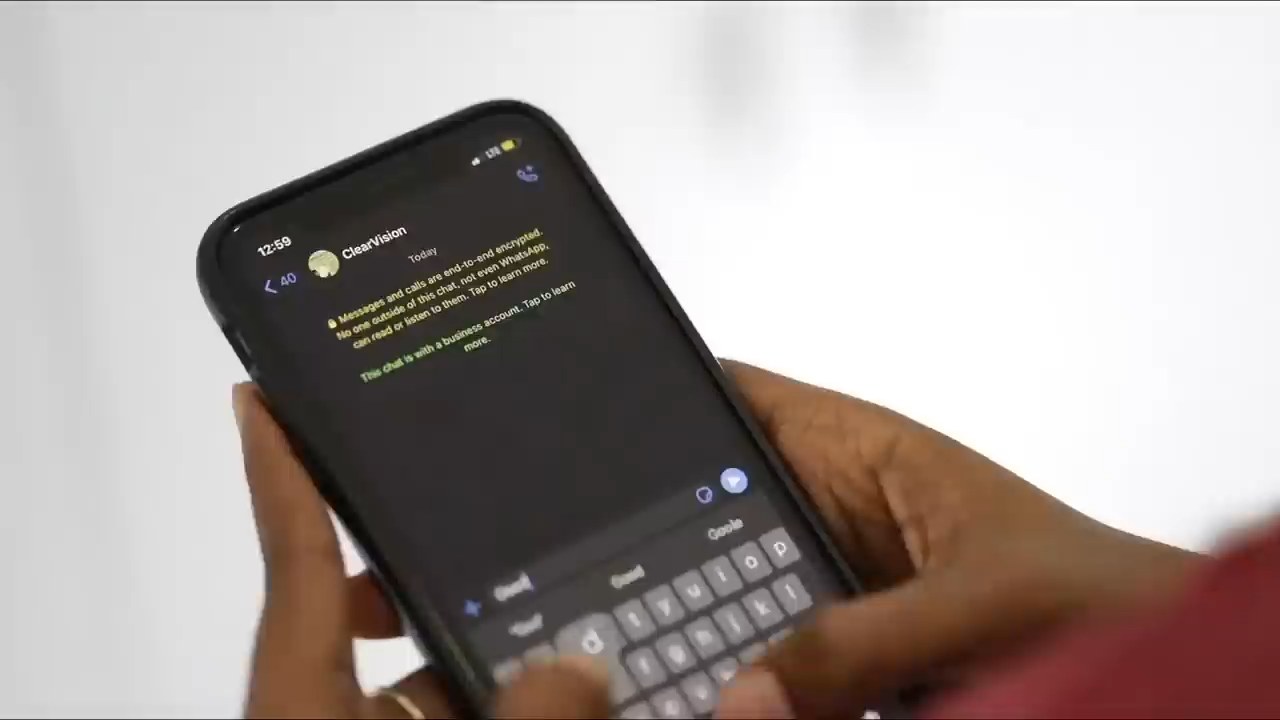 12:59
LTE
40
ClearVision
Today
Messages and calls are end-to-end encrypted.
No one outside of this chat, not even WhatsApp,
can read or listen to them. Tap to learn more.
This chat is with a business account. Tap to learn
more.
Good
Goole
d t y u i o p